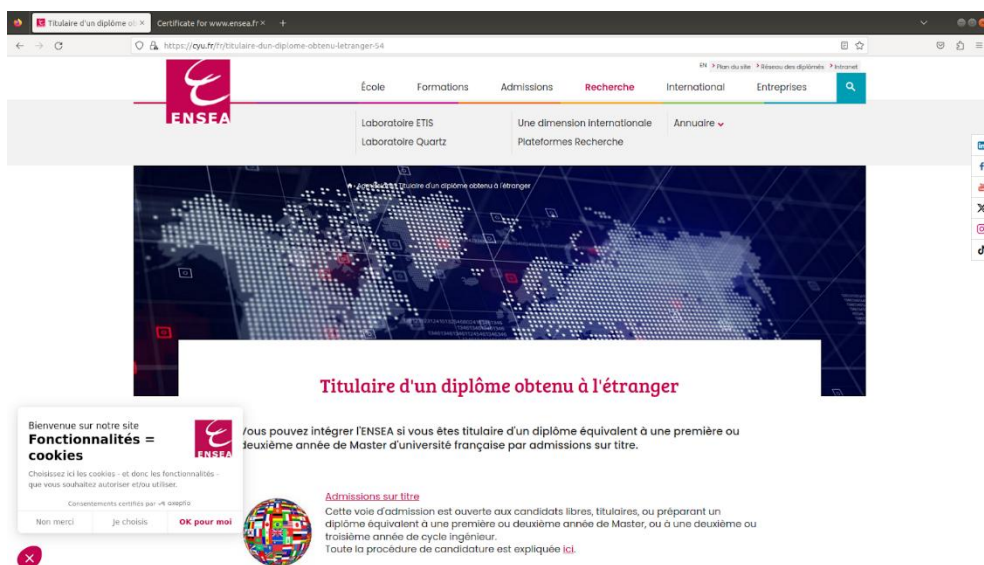 Titulaire d'un diplôme ob
Certificate for www.ensea.fr
https://cyu.fr/fr/titulaire-dun-diplome-obtenu-letranger-54
EN Plan du site Réseau des diplômés Intranet
ENSEA
École Formations Admissions Recherche International Entreprises
Laboratoire ETIS Une dimension internationale Annuaire
Laboratoire Quartz Plateformes Recherche
Titulaire d'un diplôme obtenu à l'étranger
Titulaire d'un diplôme obtenu à l'étranger
Vous pouvez intégrer l'ENSEA si vous êtes titulaire d'un diplôme équivalent à une première ou
deuxième année de Master d'université française par admissions sur titre.
Admissions sur titre
Cette voie d'admission est ouverte aux candidats libres, titulaires, ou préparant un
diplôme équivalent à une première ou deuxième année de Master, ou à une deuxième ou
troisième année de cycle ingénieur.
Toute la procédure de candidature est expliquée ici.
Bienvenue sur notre site
Fonctionnalités =
cookies
ENSEA
Choisissez ici les cookies - et donc les fonctionnalités -
que vous souhaitez autoriser et/ou utiliser.
Consentements certifiés par axeptio
Non merci Je choisis OK pour moi